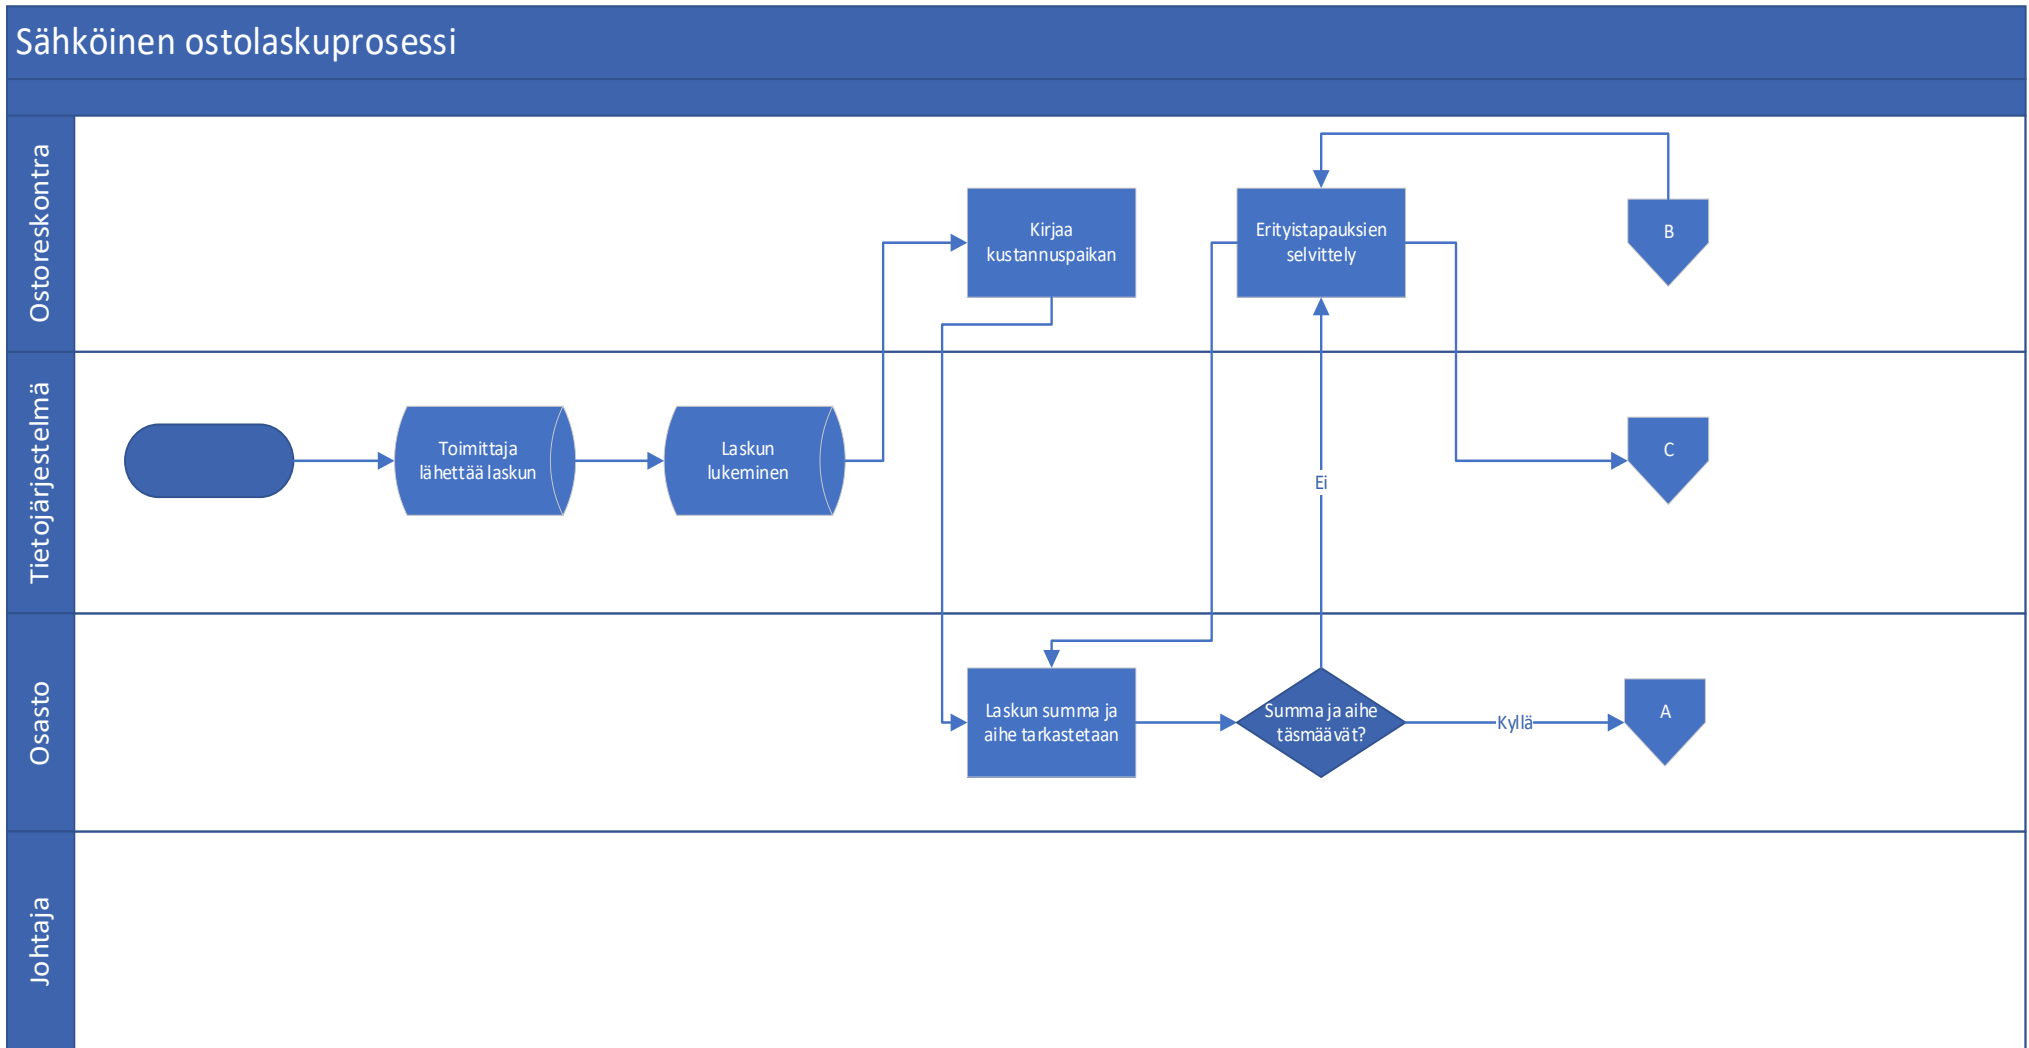 Sähköinen ostolaskuprosessi
Ostoreskontra
Kirjaa
kustannuspaikan
Erityistapauksien
selvittely
B
Tietojärjestelmä
Toimittaja
lähettää laskun
Laskun
lukeminen
Ei
C
Osasto
Laskun summa ja
aihe tarkastetaan
Summa ja aihe
täsmäävät?
Kyllä
A
Johtaja